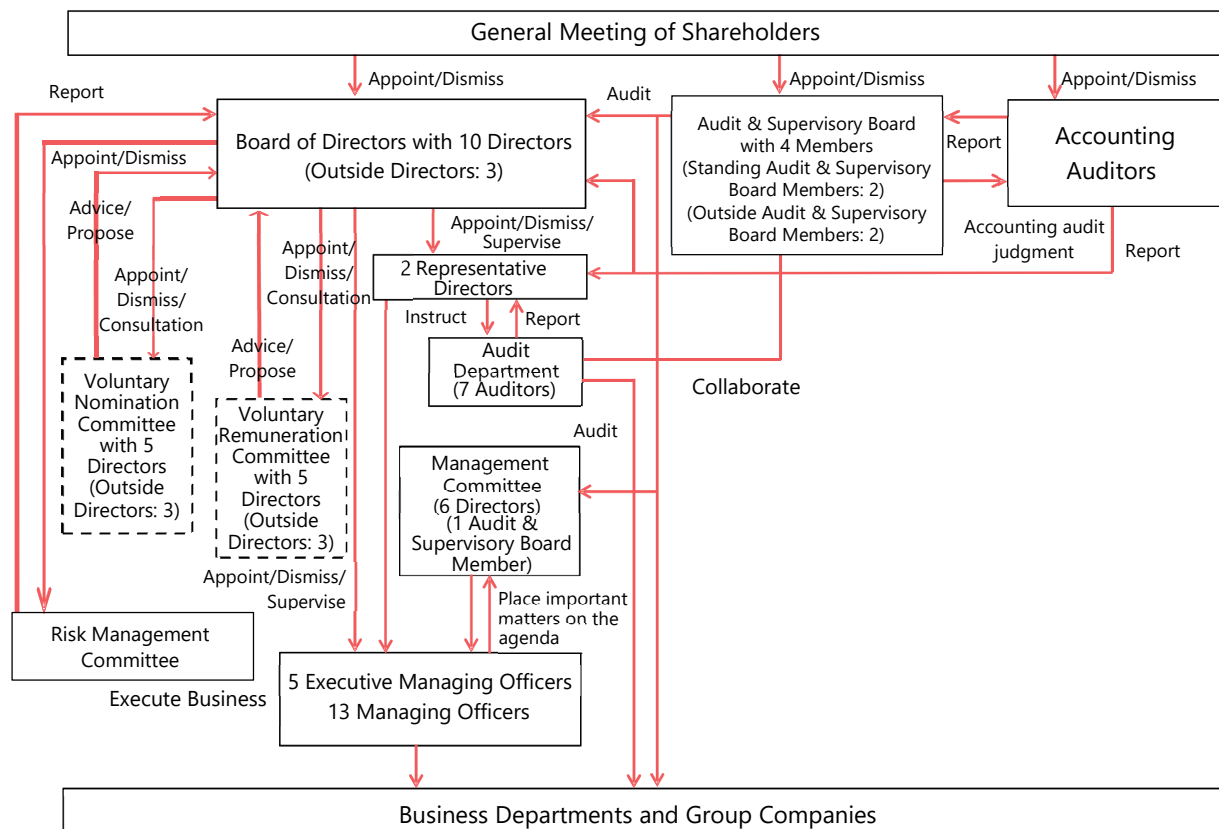 General Meeting of Shareholders
Appoint/Dismiss
Appoint/Dismiss
Appoint/Dismiss
Report
Audit
Board of Directors with 10 Directors
(Outside Directors: 3)
Audit & Supervisory Board
with 4 Members
(Standing Audit & Supervisory
Board Members: 2)
(Outside Audit & Supervisory
Board Members: 2)
Report
Accounting
Auditors
Appoint/Dismiss
Advice/
Propose
Appoint/
Dismiss/
Consultation
Appoint/Dismiss/
Supervise
Accounting audit
judgment
Report
2 Representative
Directors
Appoint/
Dismiss/
Consultation
Instruct
Report
Advice/
Propose
Audit
Department
(7 Auditors)
Collaborate
Voluntary
Nomination
Committee
with 5
Directors
(Outside
Directors: 3)
Voluntary
Remuneration
Committee
with 5
Directors
(Outside
Directors: 3)
Audit
Management
Committee
(6 Directors)
(1 Audit &
Supervisory Board
Member)
Appoint/Dismiss/
Supervise
Place important
matters on the
agenda
Risk Management
Committee
Execute Business
5 Executive Managing Officers
13 Managing Officers
Business Departments and Group Companies